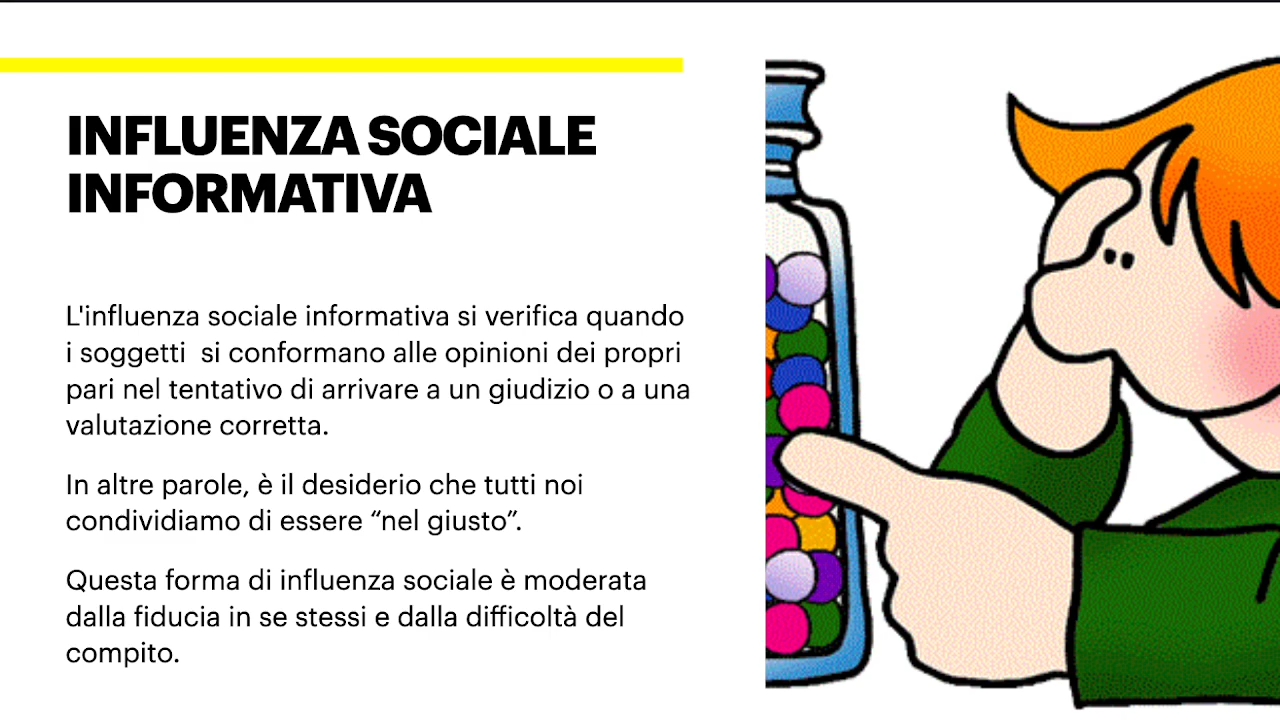 INFLUENZA SOCIALE
INFORMATIVA
L'influenza sociale informativa si verifica quando
i soggetti  si conformano alle opinioni dei propri
pari nel tentativo di arrivare a un giudizio o a una
valutazione corretta.
In altre parole, è il desiderio che tutti noi
condividiamo di essere “nel giusto”.
Questa forma di influenza sociale è moderata
dalla fiducia in se stessi e dalla difficoltà del
compito.